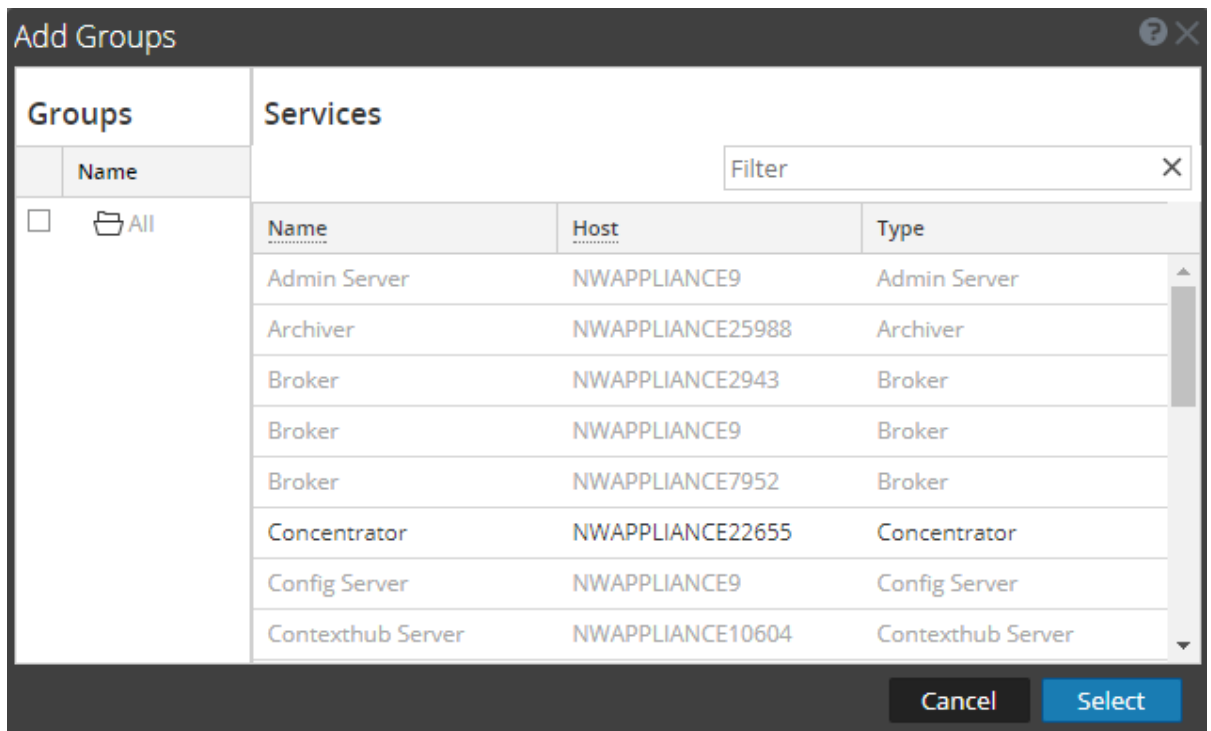 Add Groups
Groups
Services
Name
Filter
All
Name Host Type
Admin Server NWAPPLIANCE9 Admin Server
Archiver NWAPPLIANCE25988 Archiver
Broker NWAPPLIANCE2943 Broker
Broker NWAPPLIANCE9 Broker
Broker NWAPPLIANCE7952 Broker
Concentrator NWAPPLIANCE22655 Concentrator
Config Server NWAPPLIANCE9 Config Server
Contexthub Server NWAPPLIANCE10604 Contexthub Server
Cancel Select